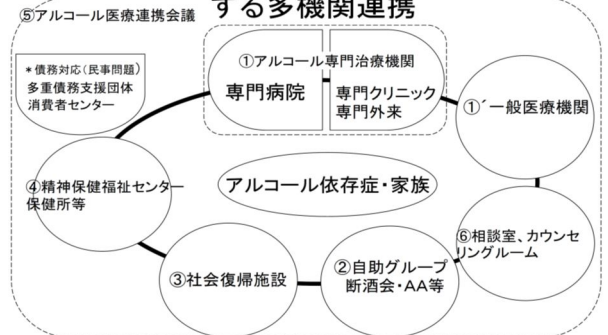 する多機関連携
⑤アルコール医療連携会議
①アルコール専門治療機関
専門病院
専門クリニック
専門外来
＊債務対応（民事問題）
多重債務支援団体
消費者センター
①´一般医療機関
④精神保健福祉センター
保健所等
アルコール依存症・家族
⑥相談室、カウンセ
リングルーム
③社会復帰施設
②自助グループ
断酒会・AA等